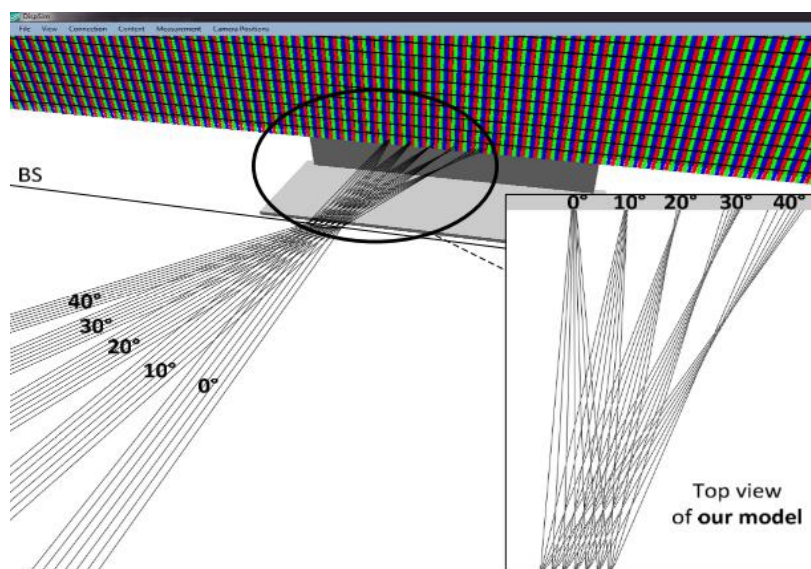 DispSim
File View Connection Content Measurement Camera Positions
BS
0° 10° 20° 30° 40°
40°
30°
20°
10°
0°
Top view
of our model